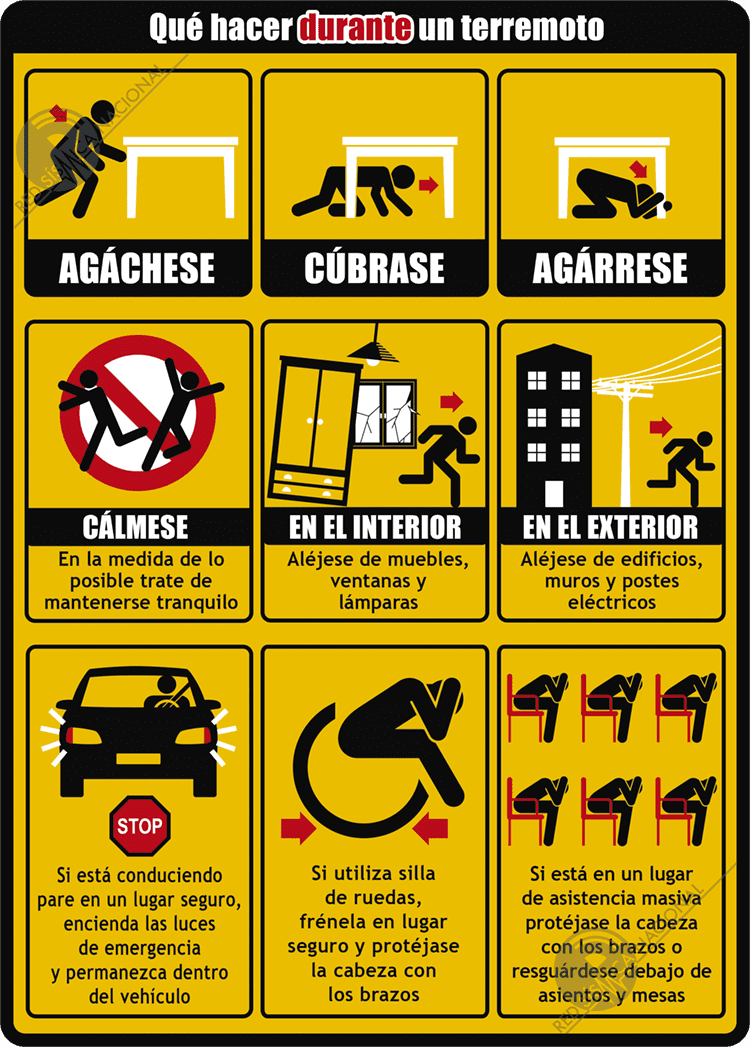 Qué hacer durante un terremoto
AGÁCHESE
CÚBRASE
AGÁRRESE
CÁLMESE
En la medida de lo
posible trate de
mantenerse tranquilo
EN EL INTERIOR
Aléjese de muebles,
ventanas y
lámparas
EN EL EXTERIOR
Aléjese de edificios,
muros y postes
eléctricos
STOP
Si está conduciendo
pare en un lugar seguro,
encienda las luces
de emergencia
y permanezca dentro
del vehículo
Si utiliza silla
de ruedas,
frénela en lugar
seguro y protéjase
la cabeza con
los brazos
Si está en un lugar
de asistencia masiva
protéjase la cabeza
con los brazos o
resguárdese debajo de
asientos y mesas